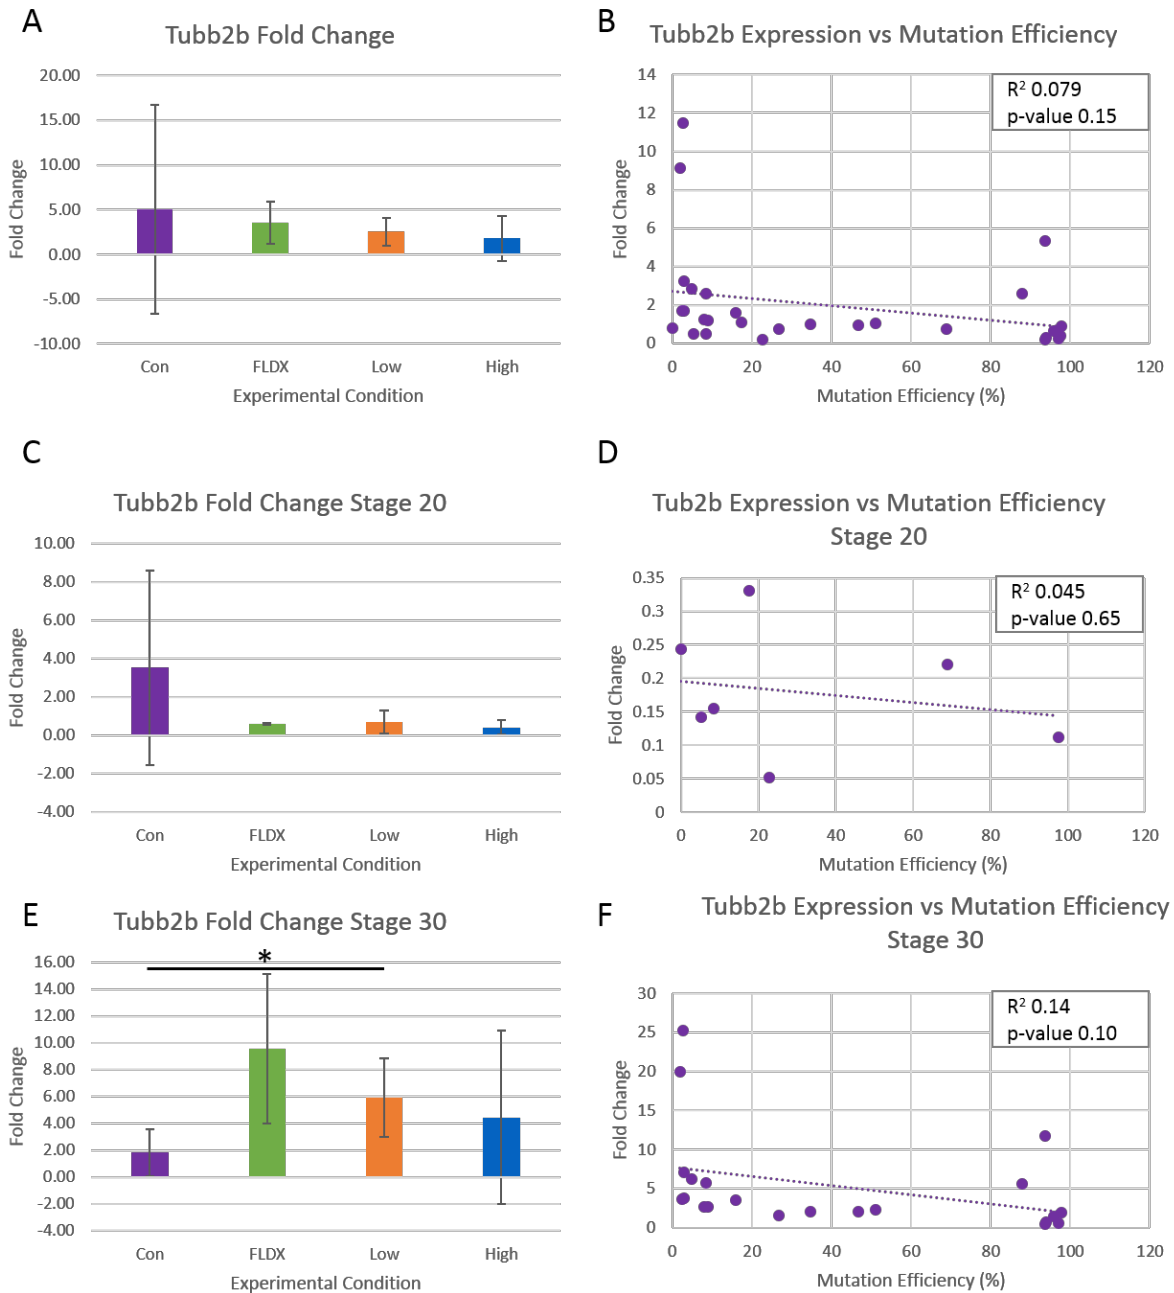 A
Tubb2b Fold Change
20.00
15.00
10.00
5.00
0.00
-5.00
-10.00
Fold Change
Con FLDX Low High
Experimental Condition
B
Tubb2b Expression vs Mutation Efficiency
R² 0.079
p-value 0.15
14
12
10
8
6
4
2
0
Fold Change
0 20 40 60 80 100 120
Mutation Efficiency (%)
C
Tubb2b Fold Change Stage 20
10.00
8.00
6.00
4.00
2.00
0.00
-2.00
-4.00
Fold Change
Con FLDX Low High
Experimental Condition
D
Tub2b Expression vs Mutation Efficiency
Stage 20
R² 0.045
p-value 0.65
0.35
0.3
0.25
0.2
0.15
0.1
0.05
0
Fold Change
0 20 40 60 80 100 120
Mutation Efficiency (%)
E
Tubb2b Fold Change Stage 30
*
16.00
14.00
12.00
10.00
8.00
6.00
4.00
2.00
0.00
-2.00
-4.00
Fold Change
Con FLDX Low High
Experimental Condition
F
Tubb2b Expression vs Mutation Efficiency
Stage 30
R² 0.14
p-value 0.10
30
25
20
15
10
5
0
Fold Change
0 20 40 60 80 100 120
Mutation Efficiency (%)